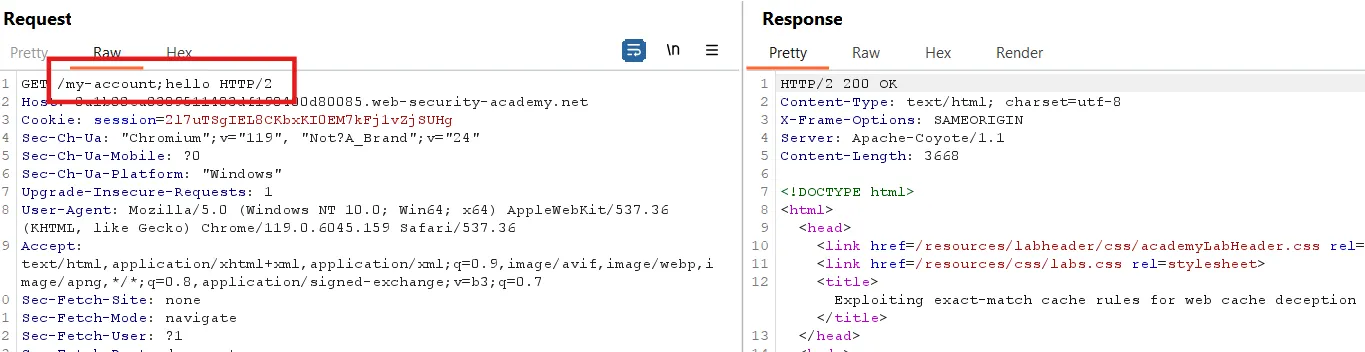 Request
Pretty Raw Hex \n
1 GET /my-account;hello HTTP/2
2 Host: .web-security-academy.net
3 Cookie: session=2l7uTSgIEL8CKbxKI0EM7kFj1vZjSUHg
4 Sec-Ch-Ua: "Chromium";v="119", "Not?A_Brand";v="24"
5 Sec-Ch-Ua-Mobile: ?0
6 Sec-Ch-Ua-Platform: "Windows"
7 Upgrade-Insecure-Requests: 1
8 User-Agent: Mozilla/5.0 (Windows NT 10.0; Win64; x64) AppleWebKit/537.36
(KHTML, like Gecko) Chrome/119.0.6045.159 Safari/537.36
9 Accept:
text/html,application/xhtml+xml,application/xml;q=0.9,image/avif,image/webp,i
mage/apng,*/*;q=0.8,application/signed-exchange;v=b3;q=0.7
0 Sec-Fetch-Site: none
1 Sec-Fetch-Mode: navigate
2 Sec-Fetch-User: ?1
Response
Pretty Raw Hex Render
1 HTTP/2 200 OK
2 Content-Type: text/html; charset=utf-8
3 X-Frame-Options: SAMEORIGIN
4 Server: Apache-Coyote/1.1
5 Content-Length: 3668
6
7 <!DOCTYPE html>
8 <html>
9 <head>
10 <link href=/resources/labheader/css/academyLabHeader.css rel=
11 <link href=/resources/css/labs.css rel=stylesheet>
12 <title>
Exploiting exact-match cache rules for web cache deception
</title>
13 </head>